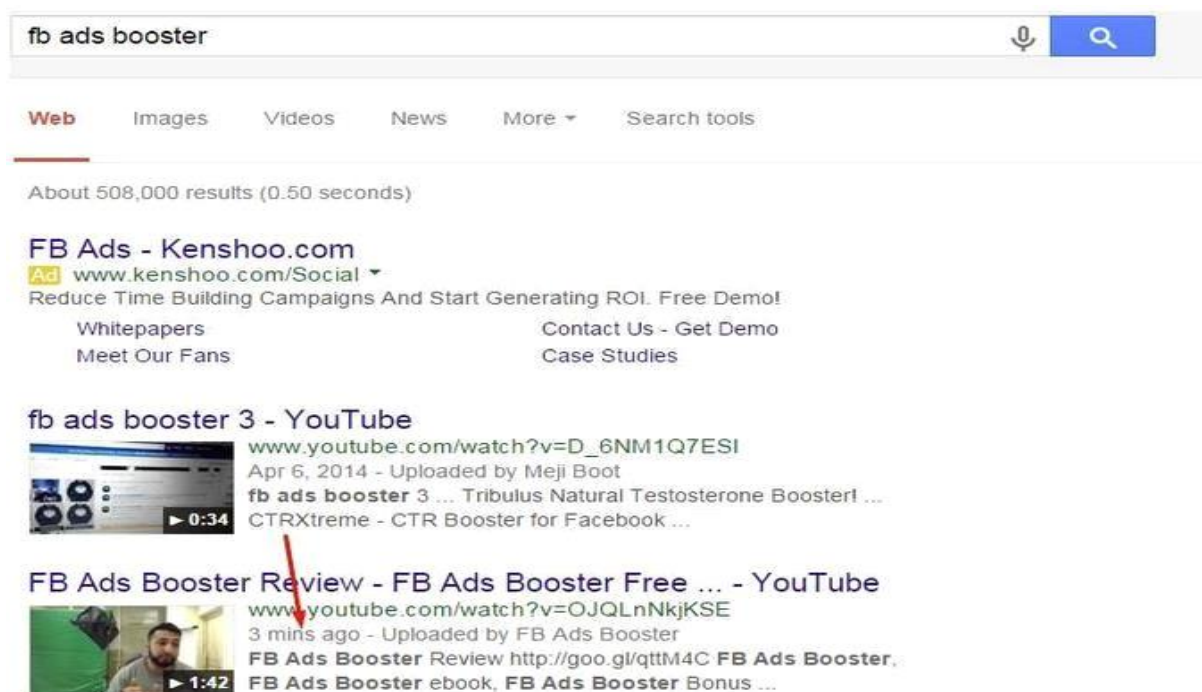 fb ads booster
Web Images Videos News More Search tools
About 508,000 results (0.50 seconds)
FB Ads - Kenshoo.com
Ad www.kenshoo.com/Social
Reduce Time Building Campaigns And Start Generating ROI. Free Demo!
Whitepapers Contact Us - Get Demo
Meet Our Fans Case Studies
fb ads booster 3 - YouTube
www.youtube.com/watch?v=D_6NM1Q7ESI
Apr 6, 2014 - Uploaded by Meji Boot
fb ads booster 3 ... Tribulus Natural Testosterone Booster! ...
0:34 CTRXtreme - CTR Booster for Facebook ...
FB Ads Booster Review - FB Ads Booster Free ... - YouTube
www.youtube.com/watch?v=OJQLnNkjKSE
3 mins ago - Uploaded by FB Ads Booster
FB Ads Booster Review http://goo.gl/qttM4C FB Ads Booster,
1:42 FB Ads Booster ebook, FB Ads Booster Bonus ...